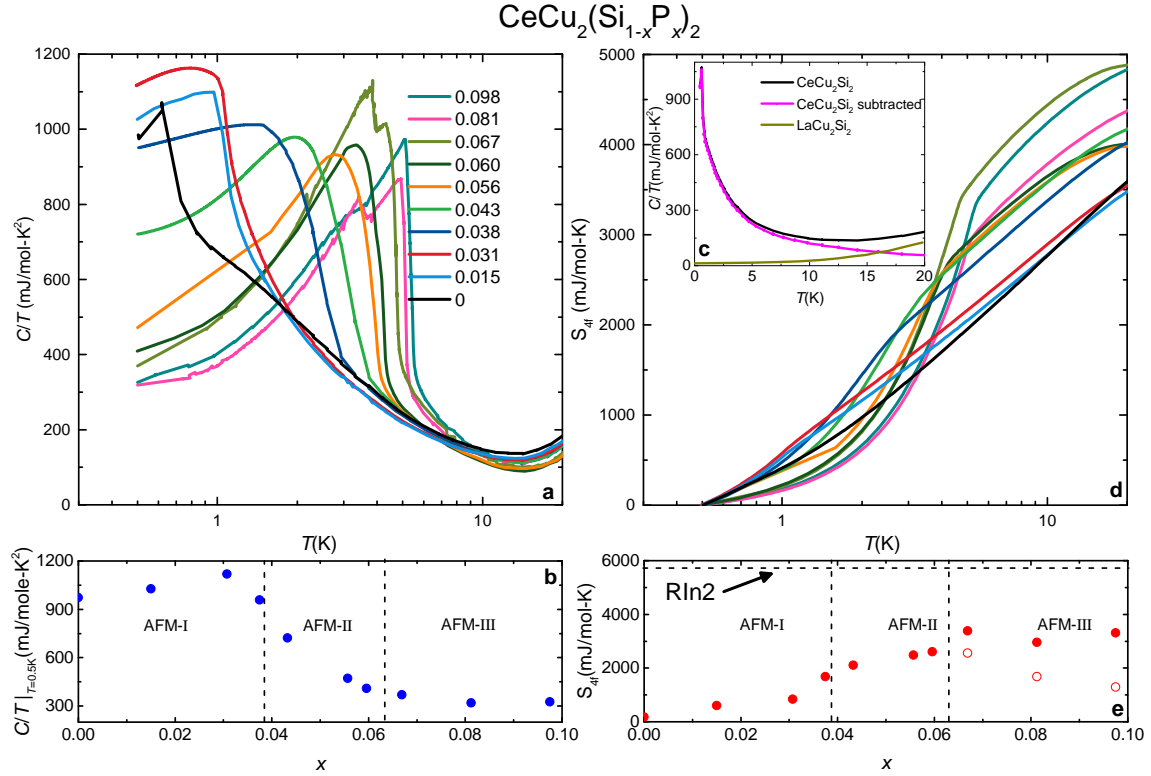 CeCu2(Si1-xPx)2
C/T (mJ/mol-K2)
1200
1000
800
600
400
200
0
0.098
0.081
0.067
0.060
0.056
0.043
0.038
0.031
0.015
0
a
1
10
T(K)
S4f (mJ/mol-K)
5000
4000
3000
2000
1000
0
C/T(mJ/mol-K2)
900
600
300
0
CeCu2Si2
CeCu2Si2 subtracted
LaCu2Si2
c
0
5
10
15
20
T(K)
d
1
10
T(K)
C/T|T=0.5K(mJ/mole-K2)
1200
900
600
300
b
AFM-I
AFM-II
AFM-III
0.00
0.02
0.04
0.06
0.08
0.10
x
S4f(mJ/mol-K)
6000
4000
2000
0
RIn2
AFM-I
AFM-II
AFM-III
e
0.00
0.02
0.04
0.06
0.08
0.10
x